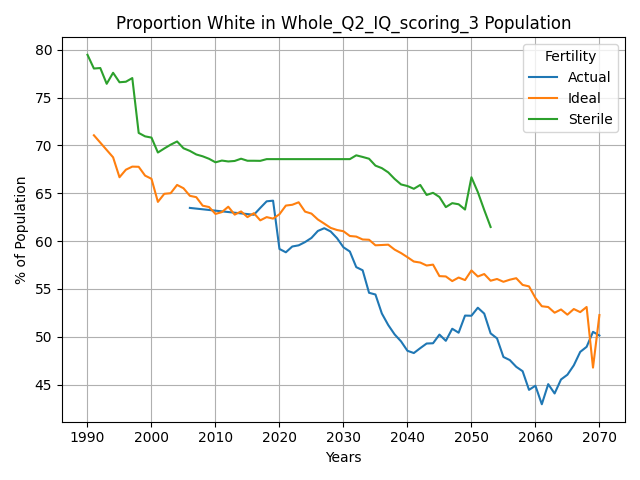 Proportion White in Whole_Q2_IQ_scoring_3 Population
Fertility
Actual
Ideal
Sterile
% of Population
80
75
70
65
60
55
50
45
1990 2000 2010 2020 2030 2040 2050 2060 2070
Years